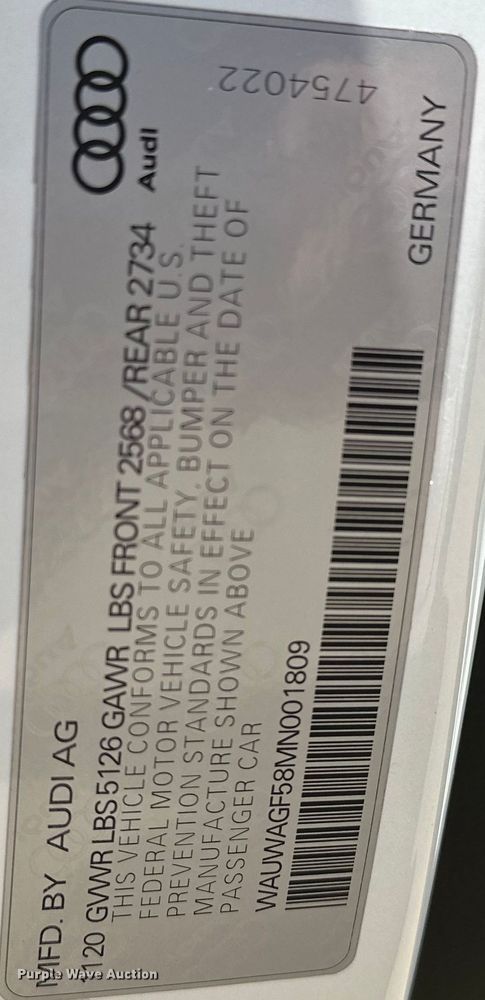 MFD. BY AUDI AG
120 GVWR LBS 5126 GAWR LBS FRONT 2568 /REAR 2734
THIS VEHICLE CONFORMS TO ALL APPLICABLE U.S.
FEDERAL MOTOR VEHICLE SAFETY, BUMPER AND THEFT
PREVENTION STANDARDS IN EFFECT ON THE DATE OF
MANUFACTURE SHOWN ABOVE
PASSENGER CAR
WAUWAGF58MN001809
Audi
4754022
GERMANY
Purple Wave Auction